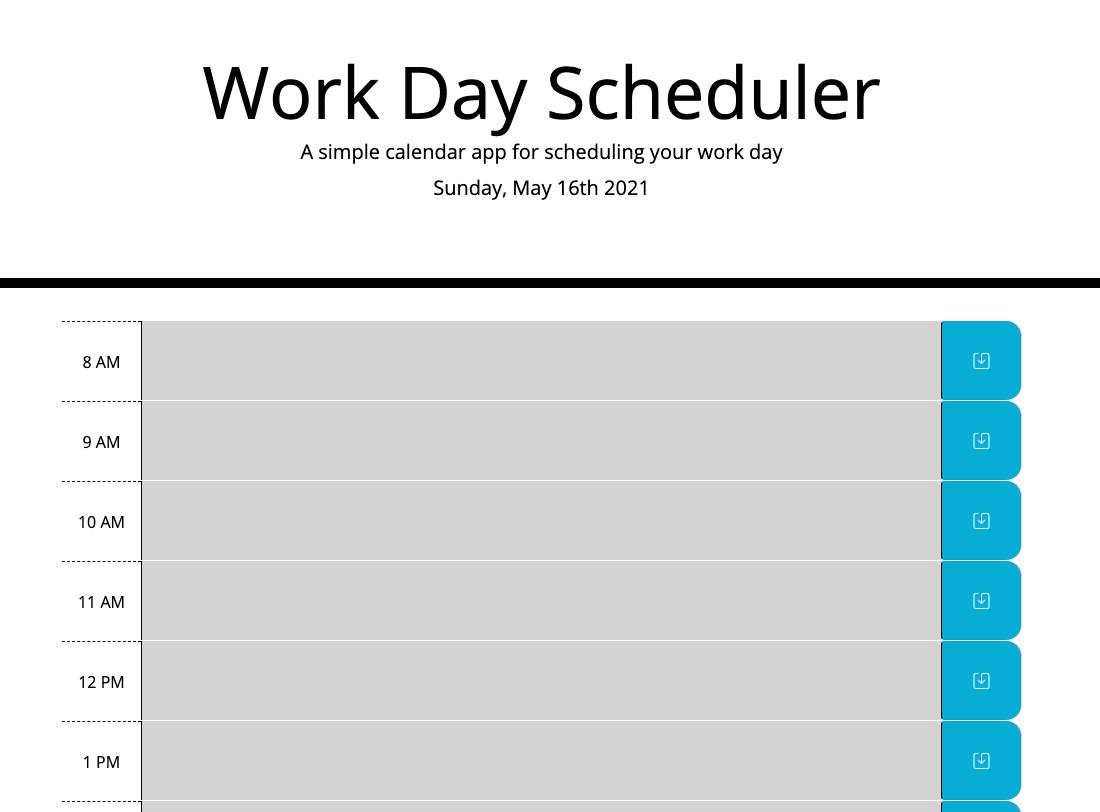 Work Day Scheduler
A simple calendar app for scheduling your work day
Sunday, May 16th 2021
8 AM
9 AM
10 AM
11 AM
12 PM
1 PM